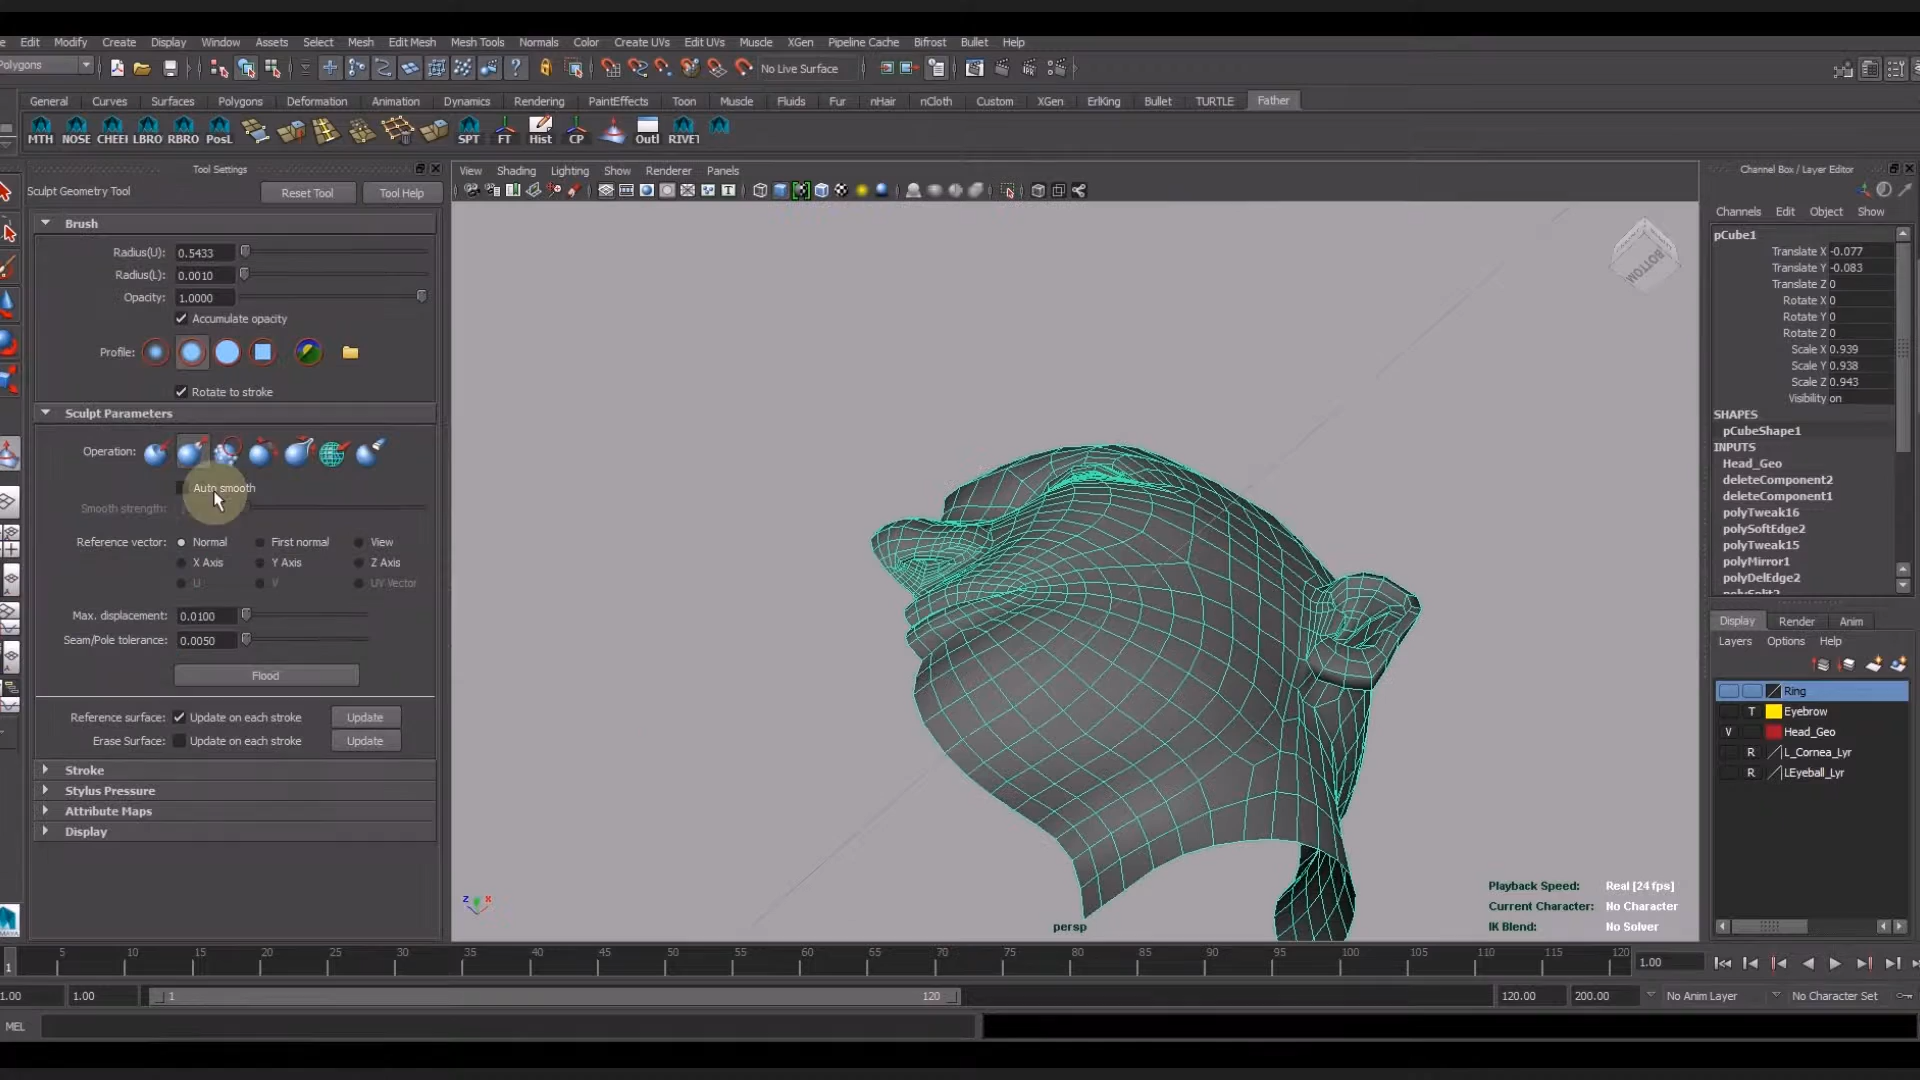 Edit Modify Create Display Window Assets Select Mesh Edit Mesh Mesh Tools Normals Color Create UVs Edit UVs Muscle XGen Pipeline Cache Bifrost Bullet Help
Polygons No Live Surface
General Curves Surfaces Polygons Deformation Animation Dynamics Rendering PaintEffects Toon Muscle Fluids Fur nHair nCloth Custom XGen ErlKing Bullet TURTLE Father
MTH NOSE CHEEI LBRO RBRO PosL SPT FT Hist CP Outl RIVET
Tool Settings
Sculpt Geometry Tool Reset Tool Tool Help
Brush
Radius(U): 0.5433
Radius(L): 0.0010
Opacity: 1.0000
Accumulate opacity
Profile:
Rotate to stroke
Sculpt Parameters
Operation:
Auto smooth
Smooth strength:
Reference vector: Normal First normal View
X Axis Y Axis Z Axis
U V UV Vector
Max. displacement: 0.0100
Seam/Pole tolerance: 0.0050
Flood
Reference surface: Update on each stroke Update
Erase Surface: Update on each stroke Update
Stroke
Stylus Pressure
Attribute Maps
Display
View Shading Lighting Show Renderer Panels
BOTTOM
Playback Speed: Real [24 fps]
Current Character: No Character
IK Blend: No Solver
persp
z x
Channel Box / Layer Editor
Channels Edit Object Show
pCube1
Translate X -0.077
Translate Y -0.083
Translate Z 0
Rotate X 0
Rotate Y 0
Rotate Z 0
Scale X 0.939
Scale Y 0.938
Scale Z 0.943
Visibility on
SHAPES
pCubeShape1
INPUTS
Head_Geo
deleteComponent2
deleteComponent1
polyTweak16
polySoftEdge2
polyTweak15
polyMirror1
polyDelEdge2
polySplit2
Display Render Anim
Layers Options Help
Ring
T Eyebrow
V Head_Geo
R L_Cornea_Lyr
R LEyeball_Lyr
1 5 10 15 20 25 30 35 40 45 50 55 60 65 70 75 80 85 90 95 100 105 110 115 120 1.00
1.00 1.00 1 120 120.00 200.00 No Anim Layer No Character Set
MEL